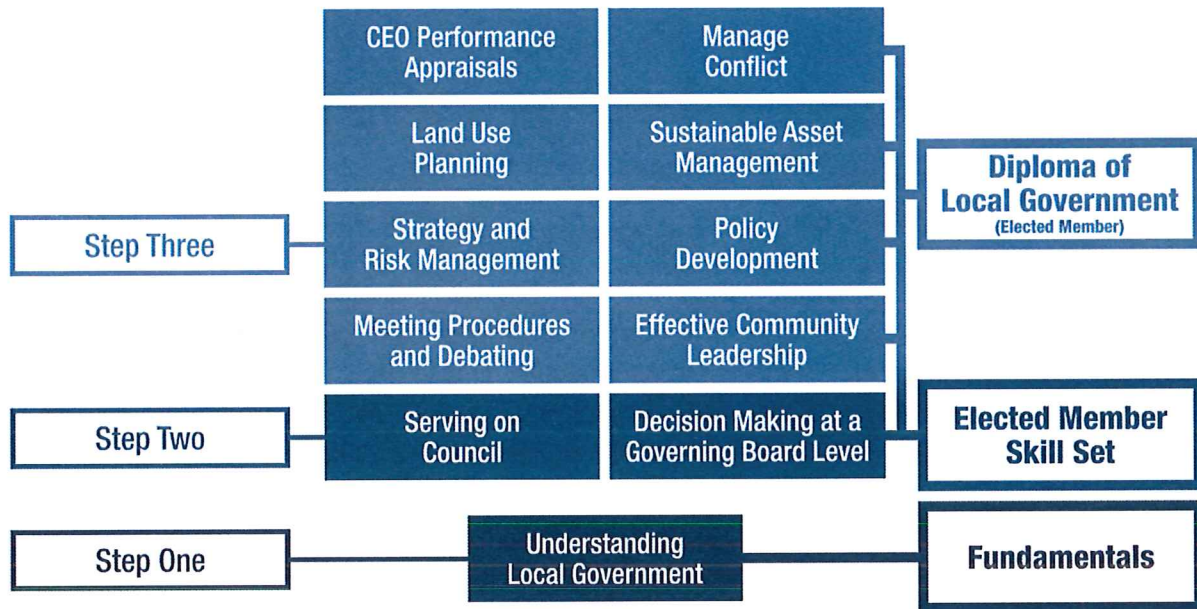 CEO Performance
Appraisals
Manage
Conflict
Land Use
Planning
Sustainable Asset
Management
Diploma of
Local Government
(Elected Member)
Step Three
Strategy and
Risk Management
Policy
Development
Meeting Procedures
and Debating
Effective Community
Leadership
Step Two
Serving on
Council
Decision Making at a
Governing Board Level
Elected Member
Skill Set
Step One
Understanding
Local Government
Fundamentals